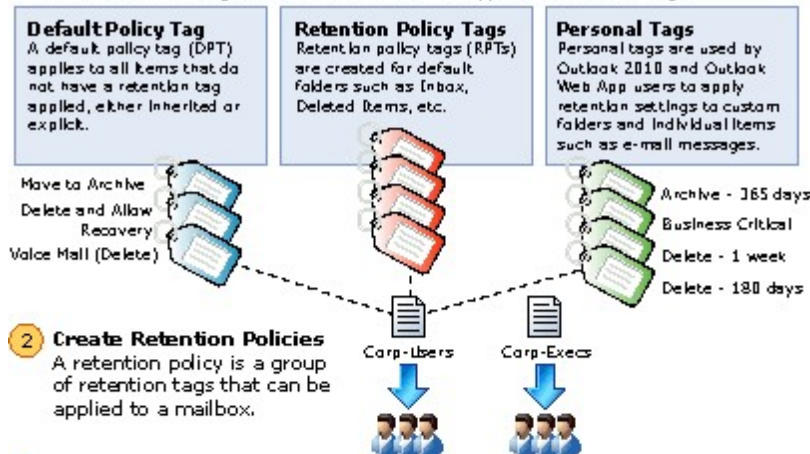 Default Policy Tag
A default policy tag (DPT)
applies to all items that do
not have a retention tag
applied, either inherited or
explicit.
Retention Policy Tags
Retention policy tags (RPTs)
are created for default
folders such as Inbox,
Deleted Items, etc.
Personal Tags
Personal tags are used by
Outlook 2010 and Outlook
Web App users to apply
retention settings to custom
folders and individual items
such as e-mail messages.
Move to Archive
Delete and Allow
Recovery
Voice Mail (Delete)
Archive - 365 days
Business Critical
Delete - 1 week
Delete - 180 days
2 Create Retention Policies
A retention policy is a group
of retention tags that can be
applied to a mailbox.
Corp-Users
Corp-Execs